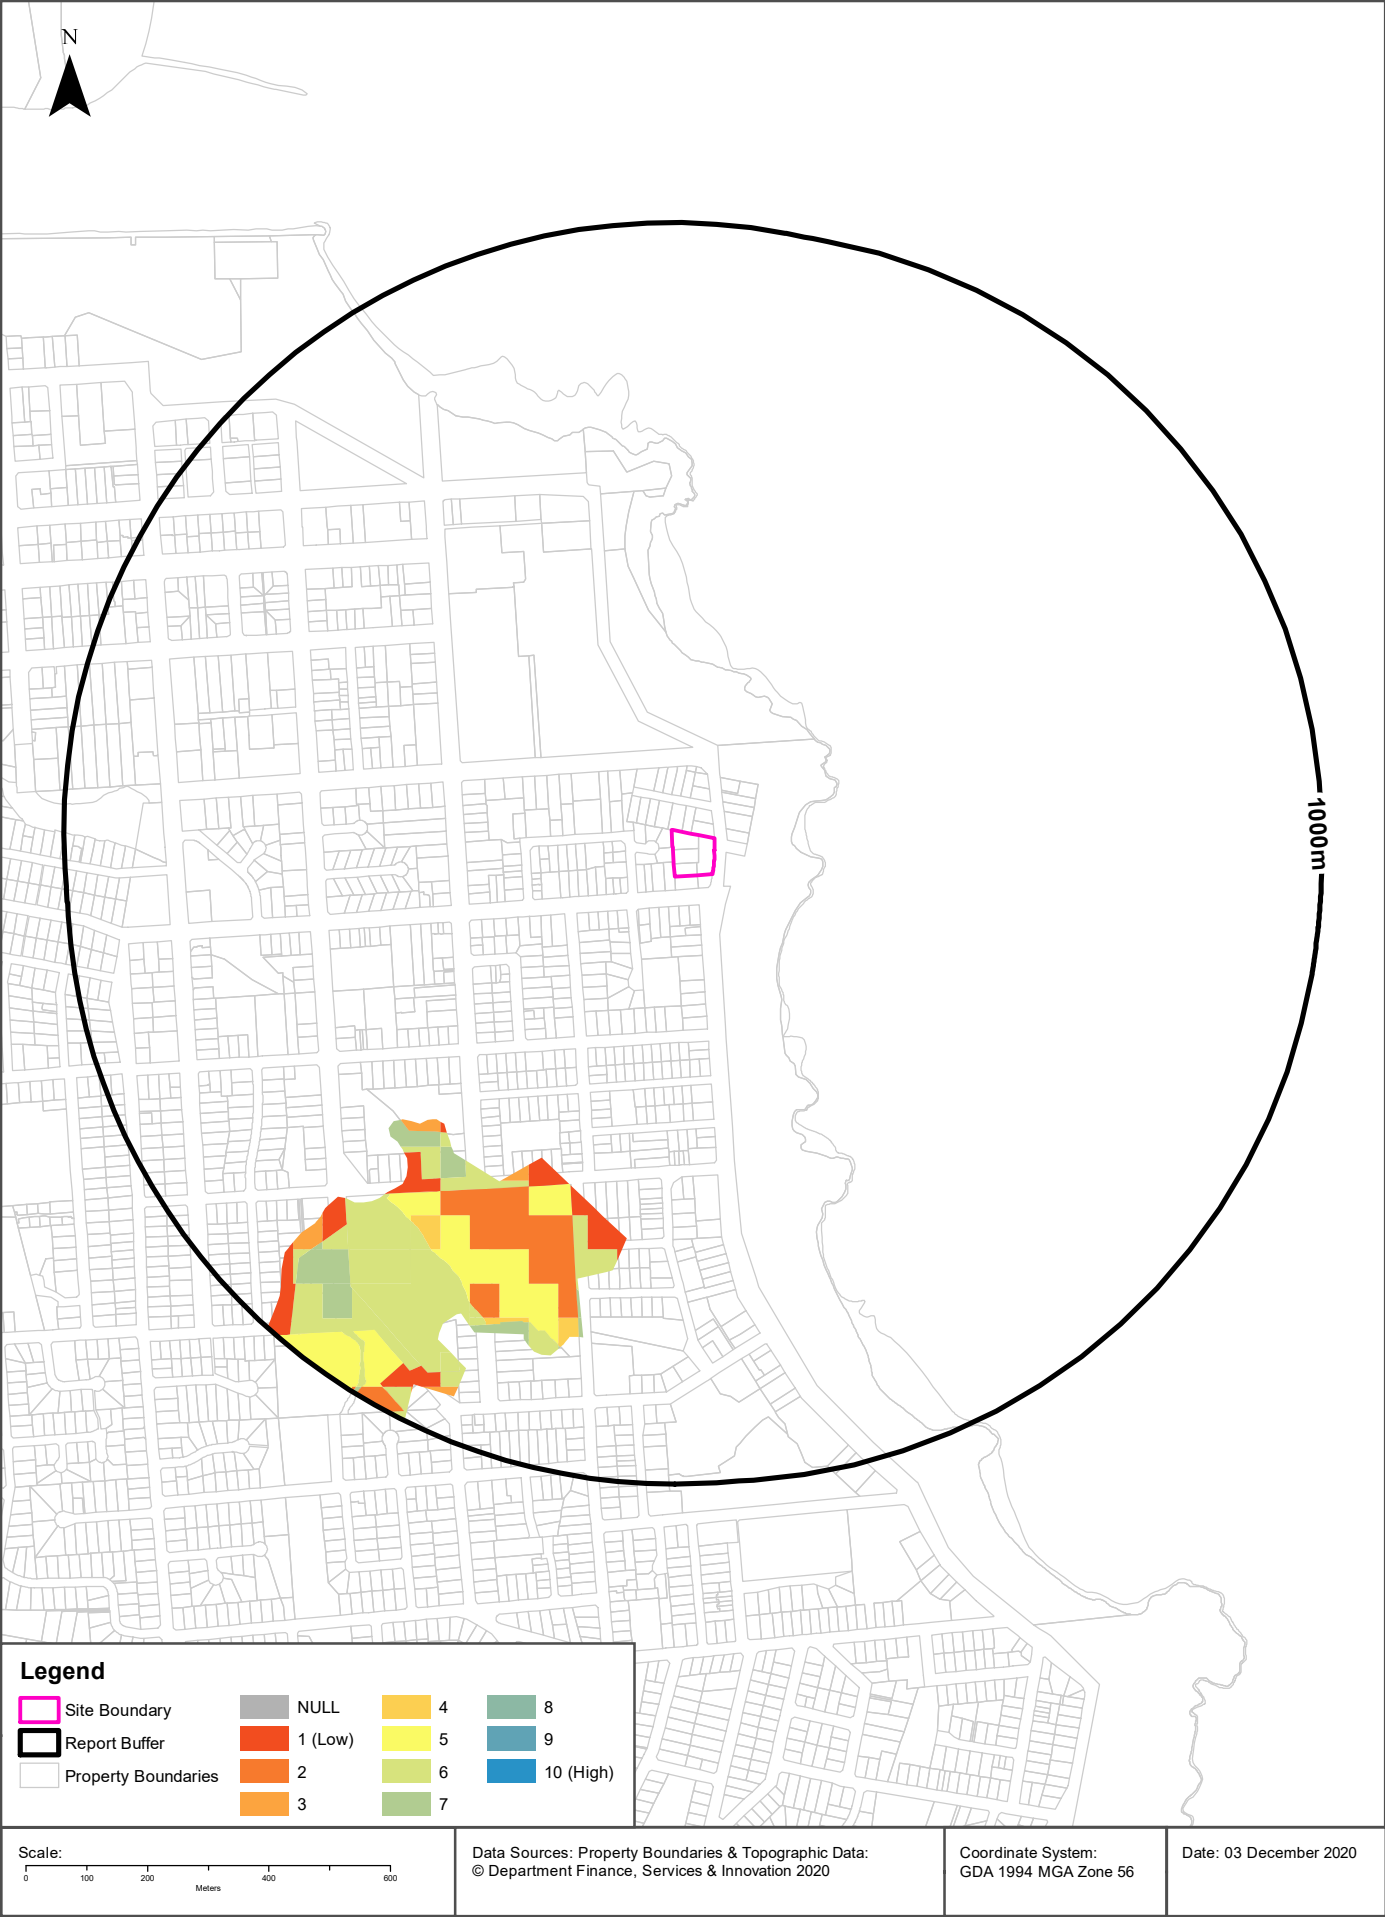 N
1000m
Legend
Site Boundary
Report Buffer
Property Boundaries
NULL
1 (Low)
2
3
4
5
6
7
8
9
10 (High)
Scale:
0 100 200 400 600
Meters
Data Sources: Property Boundaries & Topographic Data:
© Department Finance, Services & Innovation 2020
Coordinate System:
GDA 1994 MGA Zone 56
Date: 03 December 2020